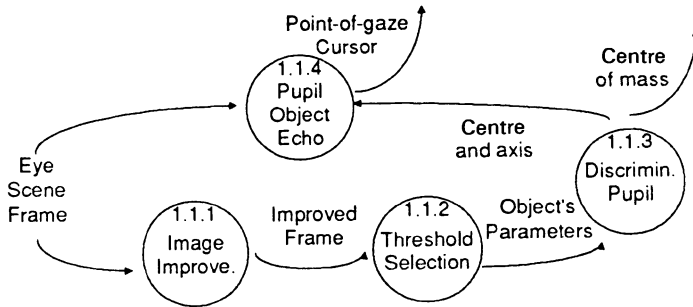 Point-of-gaze
Cursor
Centre
of mass
1.1.4
Pupil
Object
Echo
Centre
and axis
1.1.3
Discrimin.
Pupil
Eye
Scene
Frame
1.1.1
Image
Improve.
Improved
Frame
1.1.2
Threshold
Selection
Object's
Parameters